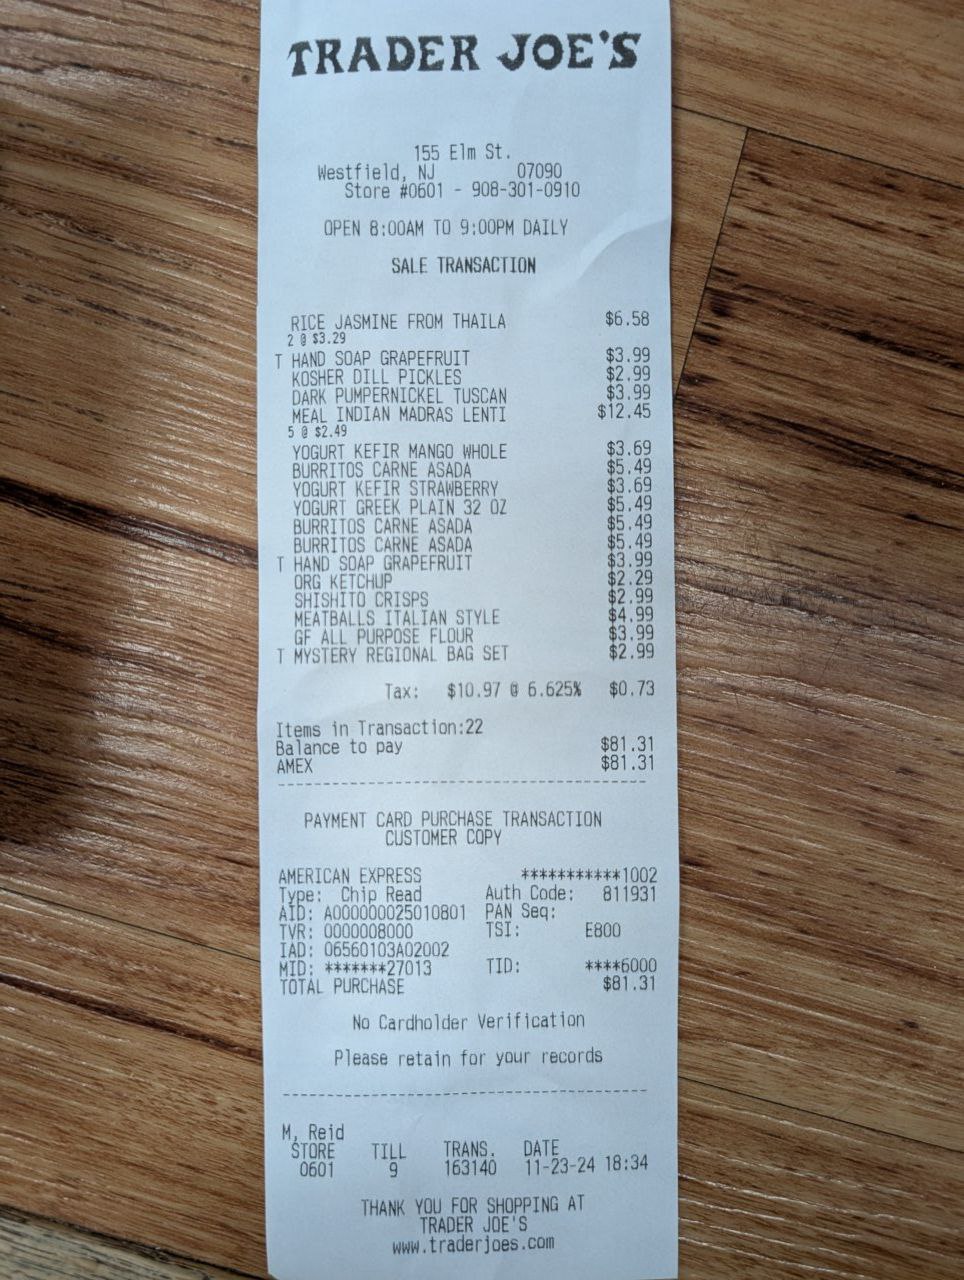 TRADER JOE'S
155 Elm St.
Westfield, NJ 07090
Store #0601 - 908-301-0910
OPEN 8:00AM TO 9:00PM DAILY
SALE TRANSACTION
RICE JASMINE FROM THAILA $6.58
2 @ $3.29
T HAND SOAP GRAPEFRUIT $3.99
KOSHER DILL PICKLES $2.99
DARK PUMPERNICKEL TUSCAN $3.99
MEAL INDIAN MADRAS LENTI $12.45
5 @ $2.49
YOGURT KEFIR MANGO WHOLE $3.69
BURRITOS CARNE ASADA $5.49
YOGURT KEFIR STRAWBERRY $3.69
YOGURT GREEK PLAIN 32 OZ $5.49
BURRITOS CARNE ASADA $5.49
BURRITOS CARNE ASADA $5.49
T HAND SOAP GRAPEFRUIT $3.99
ORG KETCHUP $2.29
SHISHITO CRISPS $2.99
MEATBALLS ITALIAN STYLE $4.99
GF ALL PURPOSE FLOUR $3.99
T MYSTERY REGIONAL BAG SET $2.99
Tax: $10.97 @ 6.625% $0.73
Items in Transaction:22
Balance to pay $81.31
AMEX $81.31
PAYMENT CARD PURCHASE TRANSACTION
CUSTOMER COPY
AMERICAN EXPRESS ***********1002
Type: Chip Read Auth Code: 811931
AID: A000000025010801 PAN Seq:
TVR: 0000008000 TSI: E800
IAD: 06560103A02002
MID: *******27013 TID: ****6000
TOTAL PURCHASE $81.31
No Cardholder Verification
Please retain for your records
M, Reid
STORE TILL TRANS. DATE
0601 9 163140 11-23-24 18:34
THANK YOU FOR SHOPPING AT
TRADER JOE'S
www.traderjoes.com